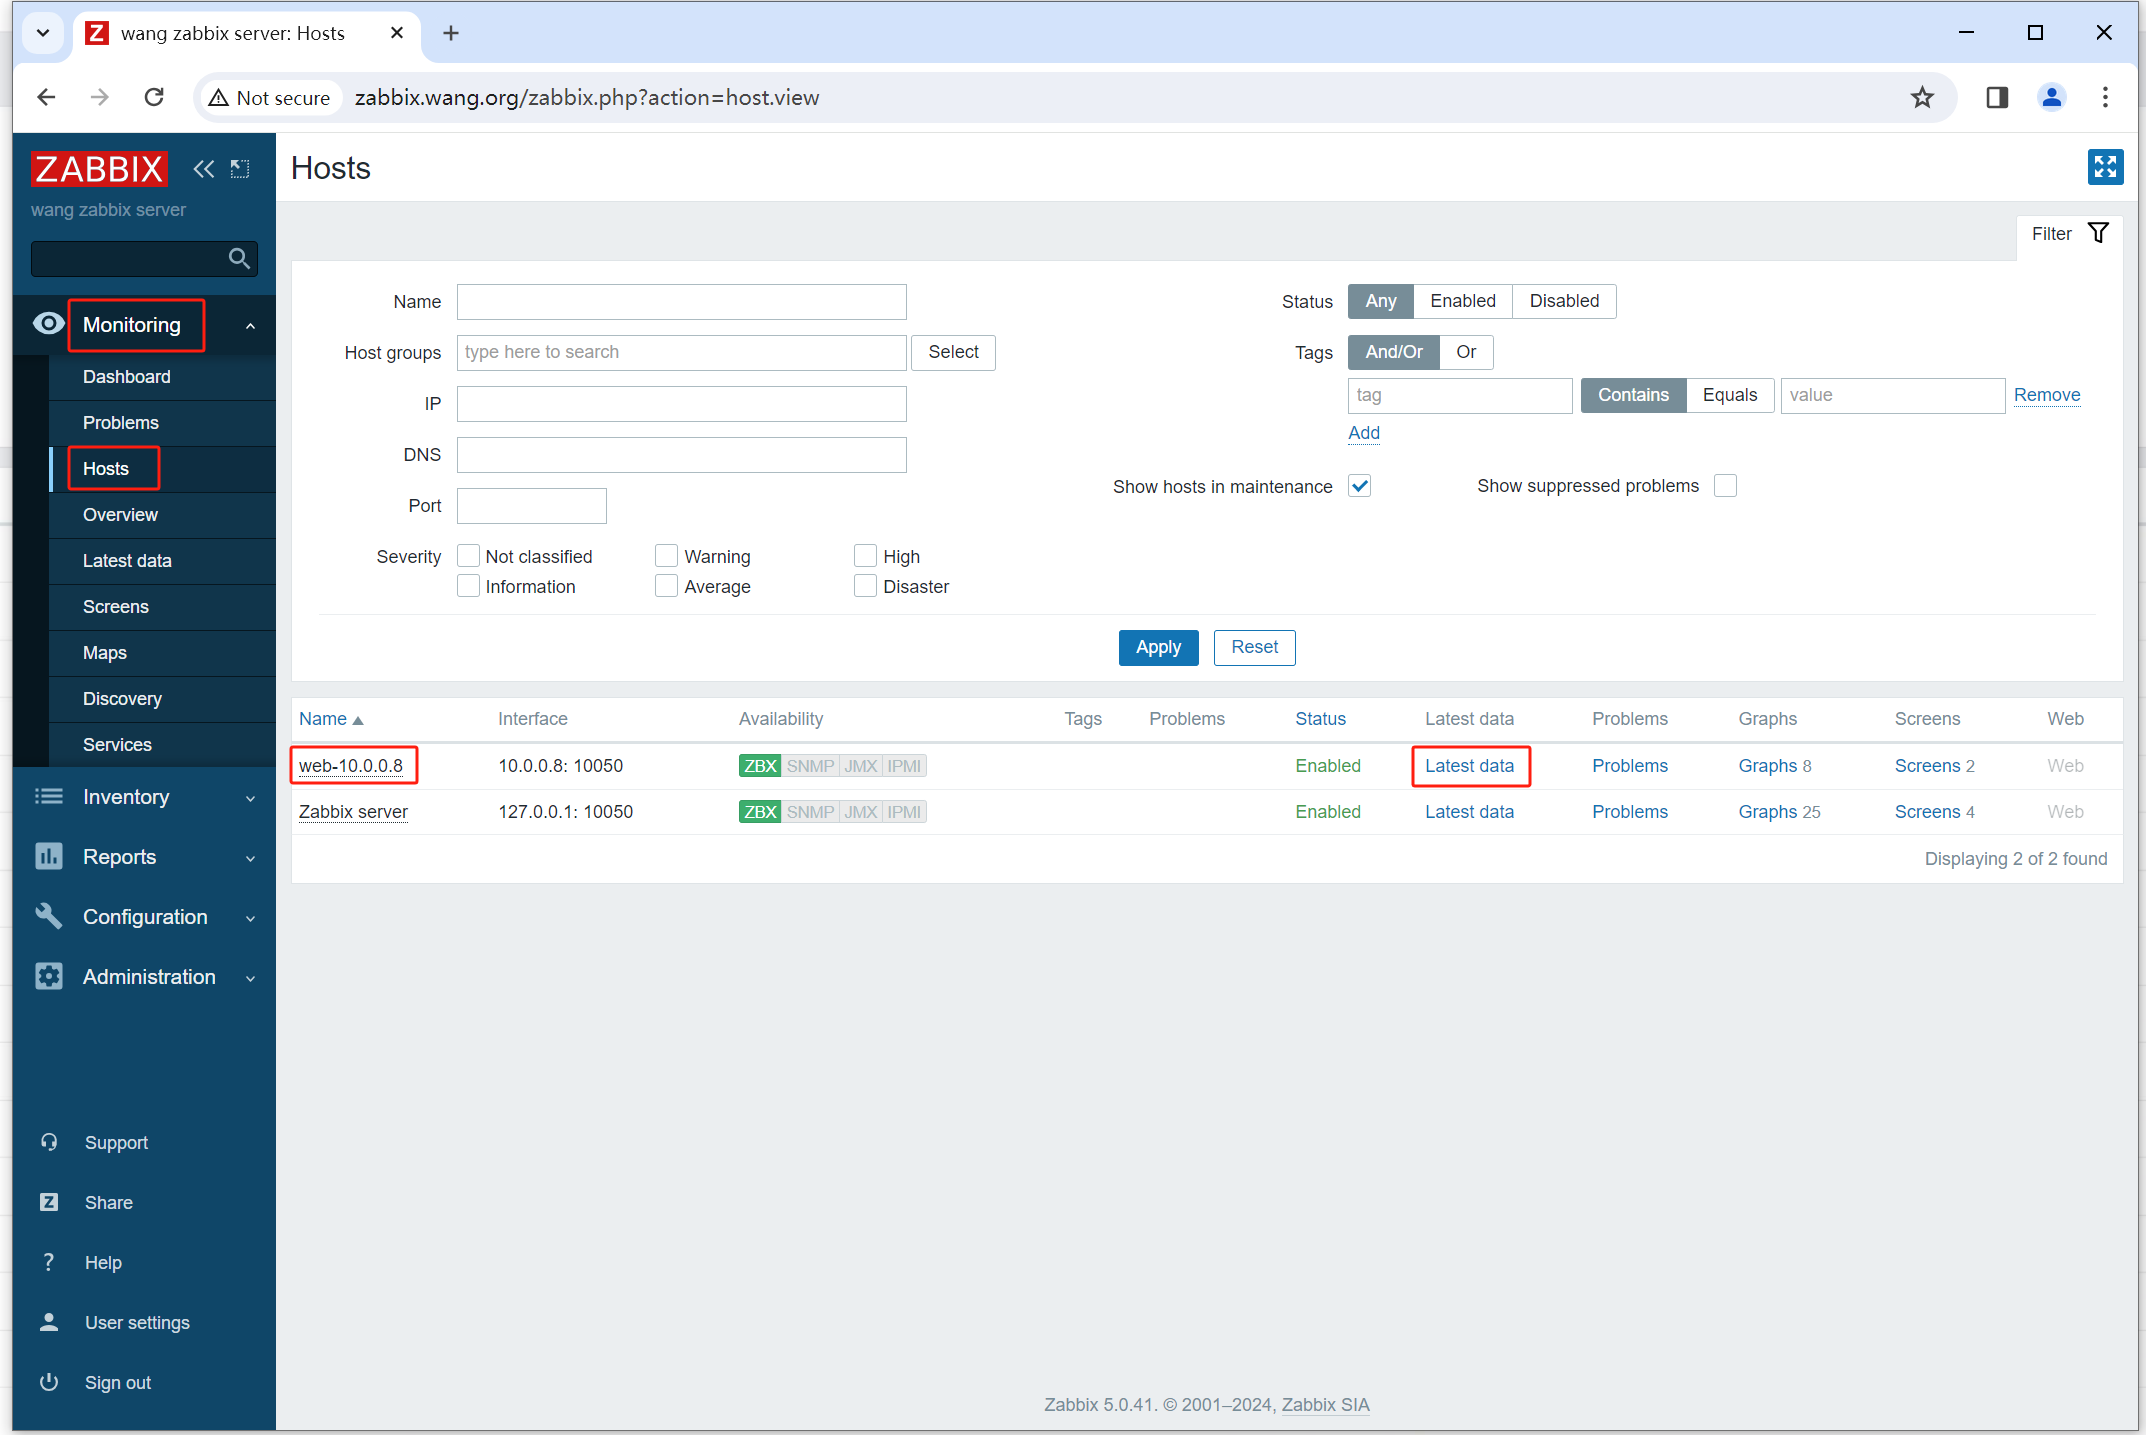 wang zabbix server: Hosts
Not secure
zabbix.wang.org/zabbix.php?action=host.view
ZABBIX
wang zabbix server
Monitoring
Dashboard
Problems
Hosts
Overview
Latest data
Screens
Maps
Discovery
Services
Inventory
Reports
Configuration
Administration
Support
Share
Help
User settings
Sign out
Hosts
Filter
Name
Host groups type here to search Select
IP
DNS
Port
Severity Not classified Warning High
Information Average Disaster
Status Any Enabled Disabled
Tags And/Or Or
tag Contains Equals value Remove
Add
Show hosts in maintenance Show suppressed problems
Apply Reset
Name Interface Availability Tags Problems Status Latest data Problems Graphs Screens Web
web-10.0.0.8 10.0.0.8: 10050 ZBX SNMP JMX IPMI Enabled Latest data Problems Graphs 8 Screens 2 Web
Zabbix server 127.0.0.1: 10050 ZBX SNMP JMX IPMI Enabled Latest data Problems Graphs 25 Screens 4 Web
Displaying 2 of 2 found
Zabbix 5.0.41. © 2001–2024, Zabbix SIA